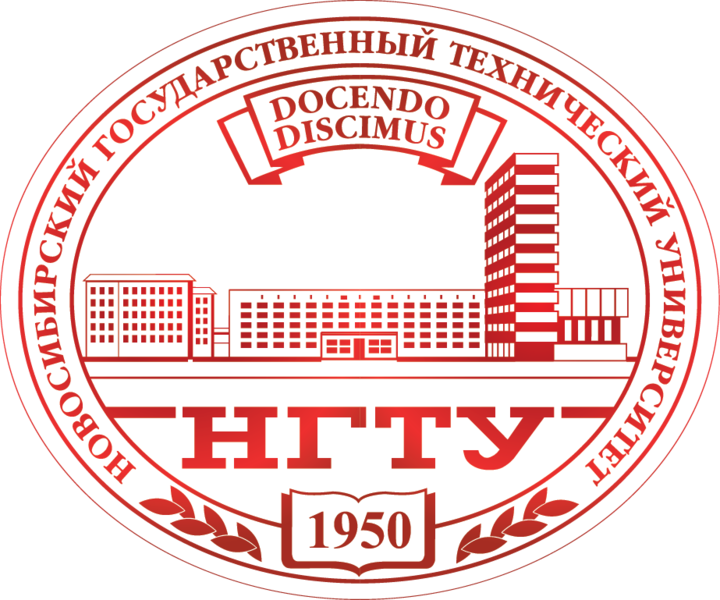 НОВОСИБИРСКИЙ ГОСУДАРСТВЕННЫЙ ТЕХНИЧЕСКИЙ УНИВЕРСИТЕТ
DOCENDO
DISCIMUS
НГТУ
1950